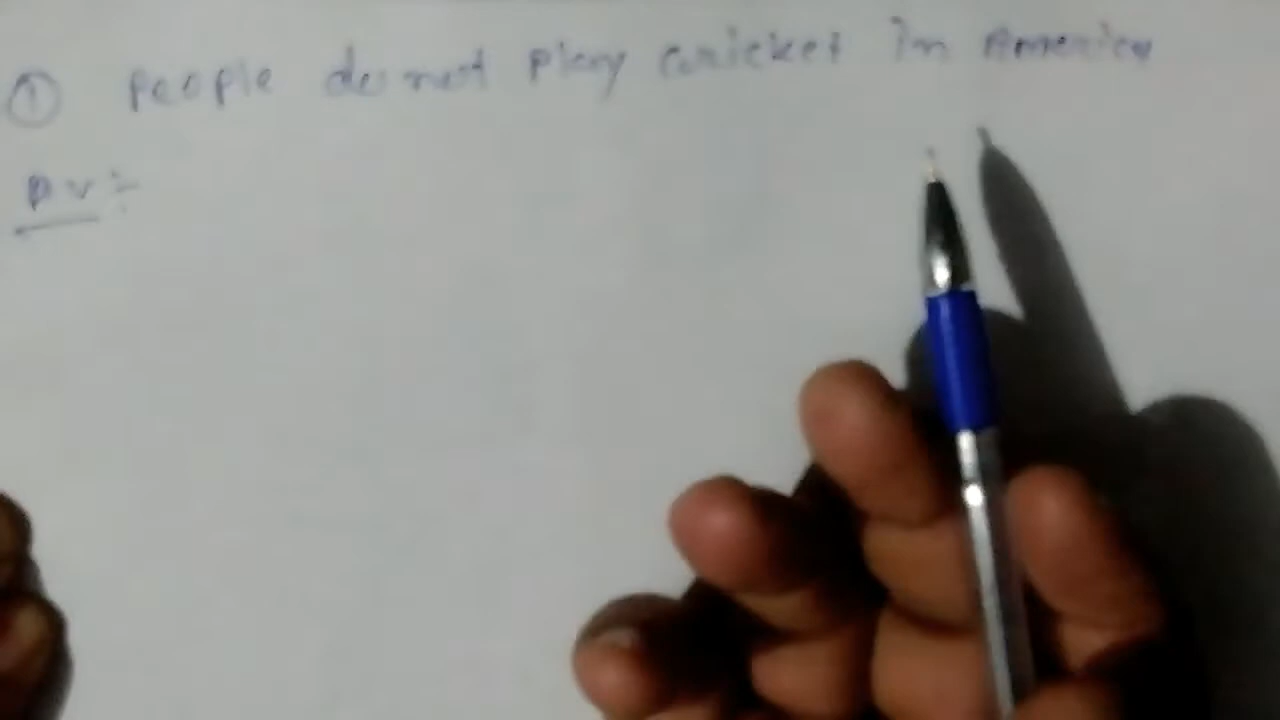 ① People do not play cricket in America
P V :-